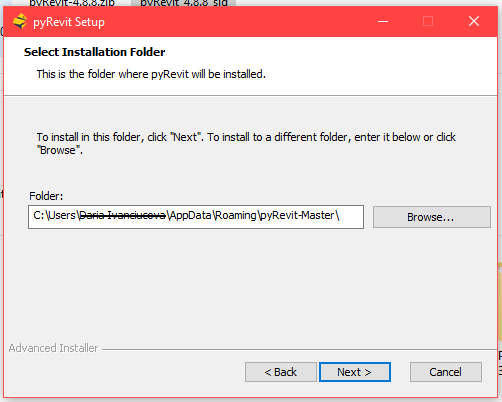 pyRevit-4.8.8.zip pyRevit_4.8.8_sig
pyRevit Setup
Select Installation Folder
This is the folder where pyRevit will be installed.
To install in this folder, click "Next". To install to a different folder, enter it below or click
"Browse".
Folder:
C:\Users\Daria Ivanciucova\AppData\Roaming\pyRevit-Master\
Browse...
Advanced Installer
< Back
Next >
Cancel